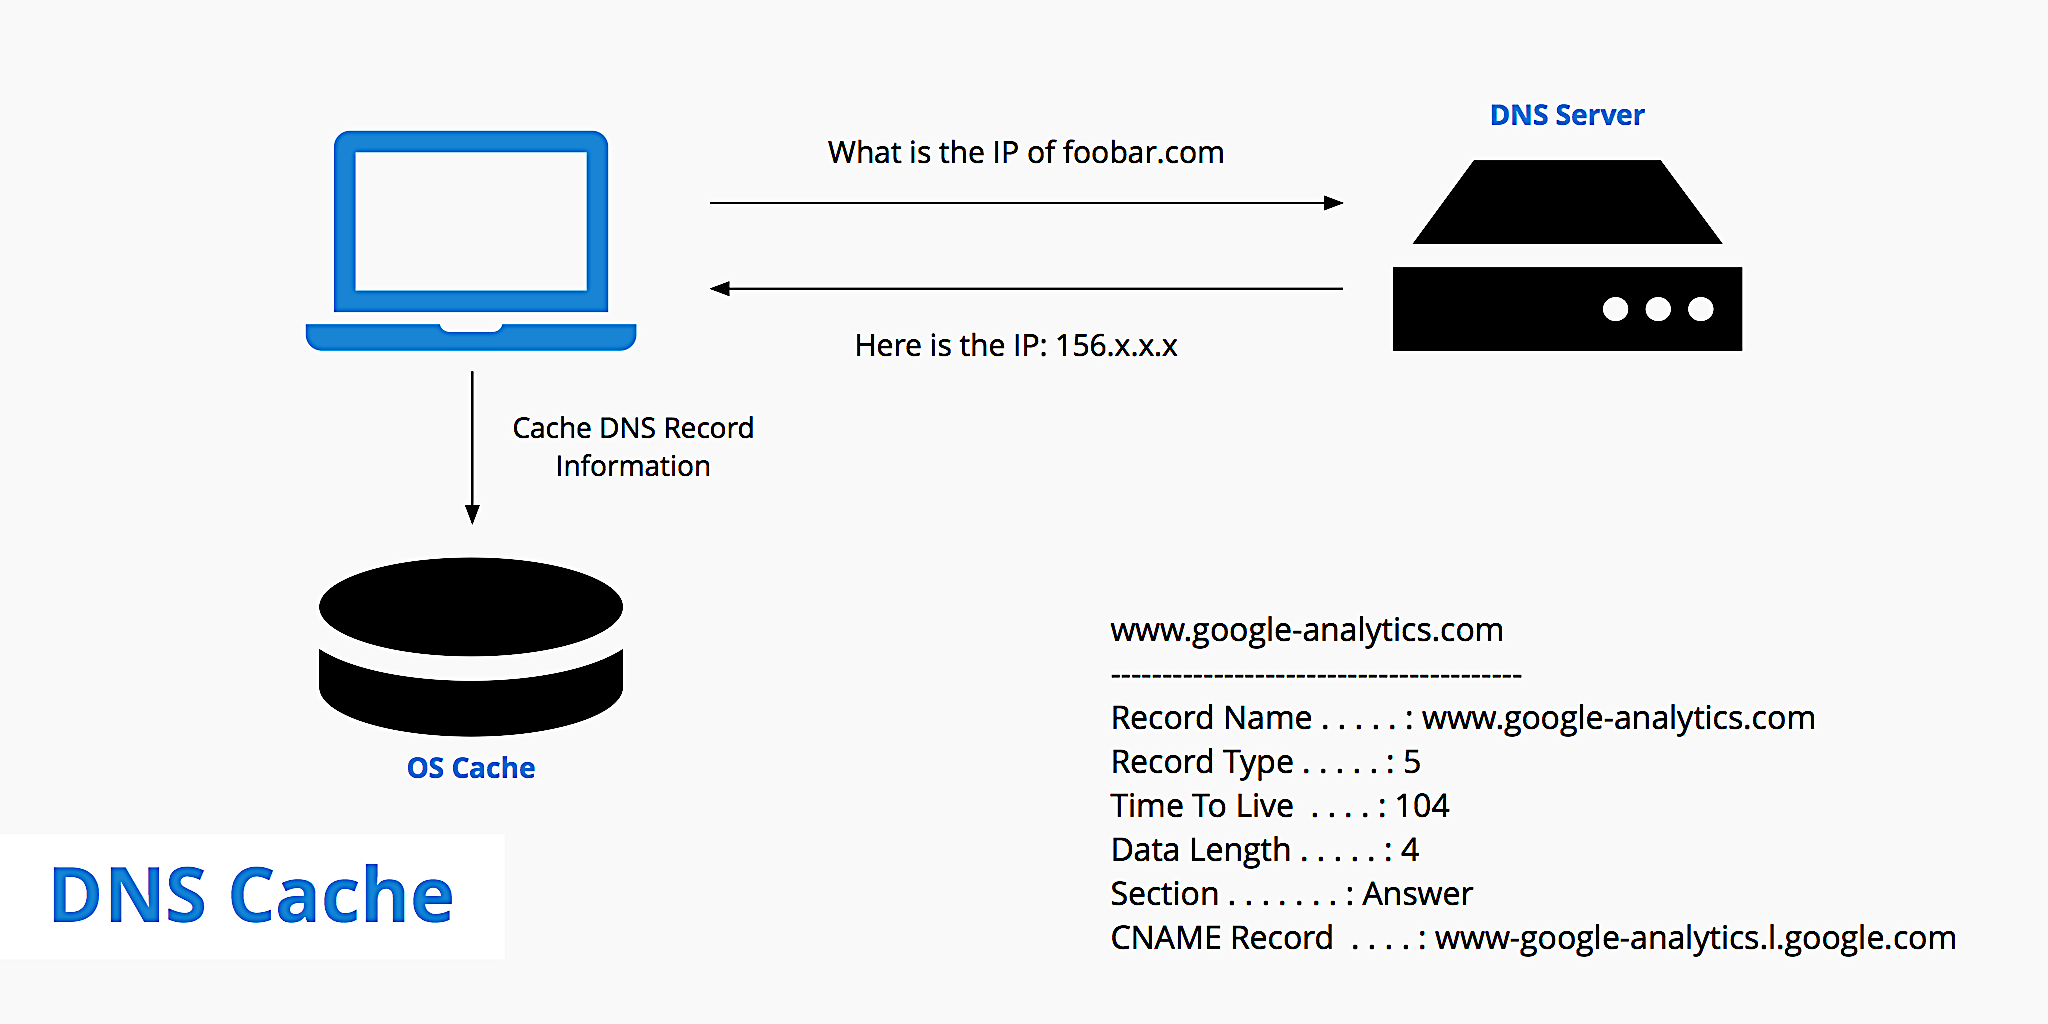 DNS Server
What is the IP of foobar.com
Here is the IP: 156.x.x.x
Cache DNS Record
Information
OS Cache
DNS Cache
www.google-analytics.com
----------------------------------------
Record Name . . . . . : www.google-analytics.com
Record Type . . . . . : 5
Time To Live  . . . . : 104
Data Length . . . . . : 4
Section . . . . . . . : Answer
CNAME Record  . . . . : www-google-analytics.l.google.com